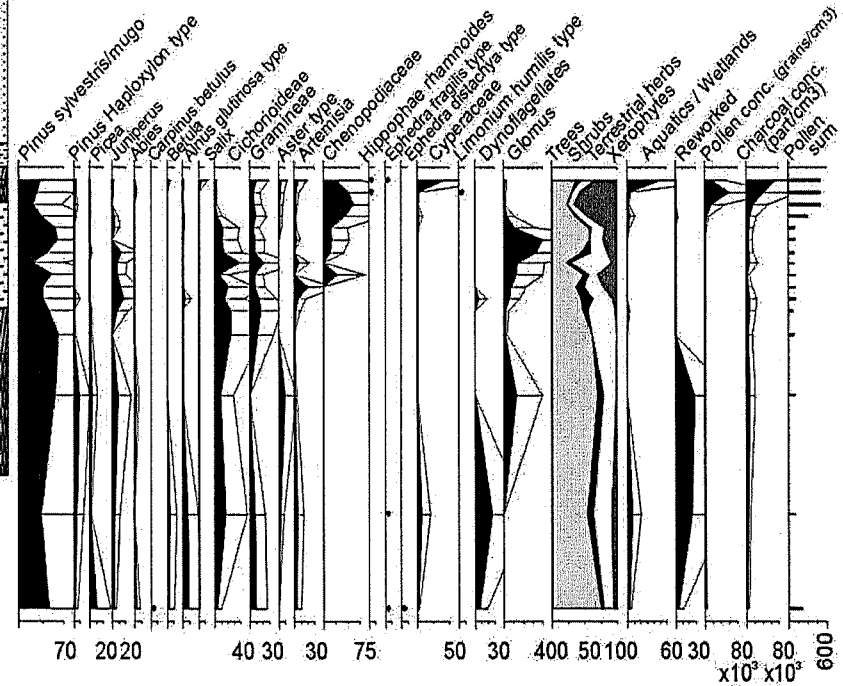 Pinus sylvestris/mugo
Pinus Haploxylon type
Picea
Juniperus
Abies
Carpinus betulus
Betula
Alnus glutinosa type
Salix
Cichorioideae
Gramineae
Aster type
Artemisia
Chenopodiaceae
Hippophae rhamnoides
Ephedra fragilis type
Ephedra distachya type
Cyperaceae
Limonium humilis type
Dynoflagellates
Glomus
Trees
Shrubs
Terrestrial herbs
Xerophytes
Aquatics / Wetlands
Reworked
Pollen conc. (grains/cm3)
Charcoal conc.
(part/cm3)
Pollen
sum
70 20 20 40 30 30 75 50 30 400 50 100 60 30 80 80 600
x10³ x10³